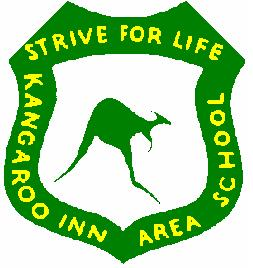 STRIVE FOR LIFE
KANGAROO INN AREA SCHOOL